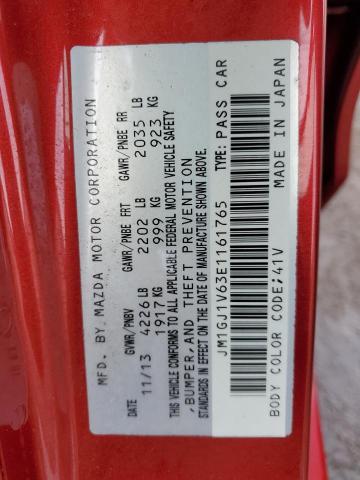 MFD. BY MAZDA MOTOR CORPORATION
GVWR/PNBV GAWR/PNBE FRT GAWR/PNBE RR
DATE 11/13 4226 LB 2202 LB 2035 LB
1917 KG 999 KG 923 KG
THIS VEHICLE CONFORMS TO ALL APPLICABLE FEDERAL MOTOR VEHICLE SAFETY
,BUMPER,AND THEFT PREVENTION
STANDARDS IN EFFECT ON THE DATE OF MANUFACTURE SHOWN ABOVE.
JM1GJ1V63E1161765 TYPE: PASS CAR
BODY COLOR CODE:41V MADE IN JAPAN